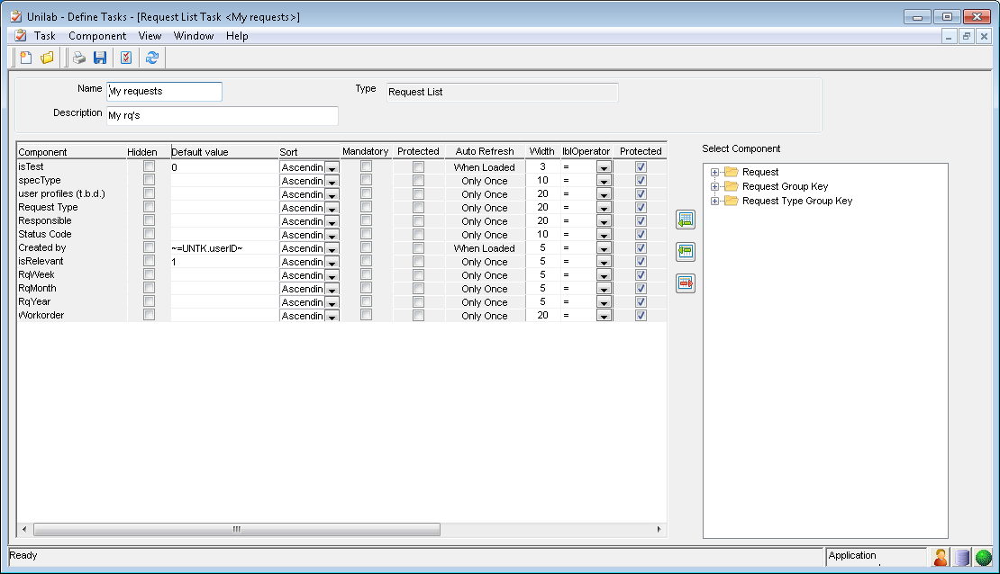 Unilab - Define Tasks - [Request List Task <My requests>]
Task Component View Window Help
Name My requests Type Request List
Description My rq's
Component Hidden Default value Sort Mandatory Protected Auto Refresh Width lblOperator Protected
isTest 0 Ascendin When Loaded 3 =
specType Ascendin Only Once 10 =
user profiles (t.b.d.) Ascendin Only Once 20 =
Request Type Ascendin Only Once 20 =
Responsible Ascendin Only Once 20 =
Status Code Ascendin Only Once 10 =
Created by ~=UNTK.userID~ Ascendin When Loaded 5 =
isRelevant 1 Ascendin Only Once 5 =
RqWeek Ascendin Only Once 5 =
RqMonth Ascendin Only Once 5 =
RqYear Ascendin Only Once 5 =
Workorder Ascendin Only Once 20 =
Select Component
Request
Request Group Key
Request Type Group Key
Ready Application